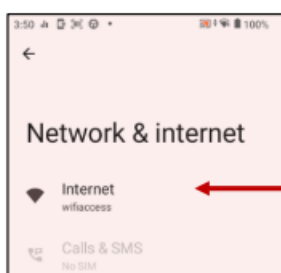 3:50
100%
Network & internet
Internet
wifiaccess
Calls & SMS
No SIM